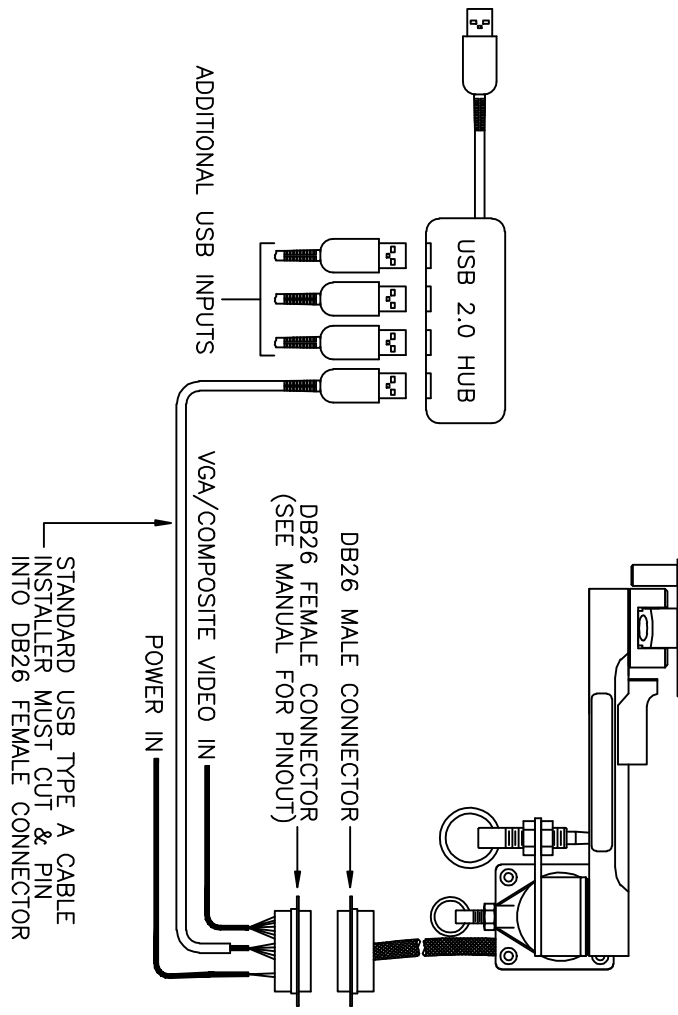 USB 2.0 HUB
ADDITIONAL USB INPUTS
DB26 MALE CONNECTOR
DB26 FEMALE CONNECTOR
(SEE MANUAL FOR PINOUT)
VGA/COMPOSITE VIDEO IN
POWER IN
STANDARD USB TYPE A CABLE
INSTALLER MUST CUT & PIN
INTO DB26 FEMALE CONNECTOR